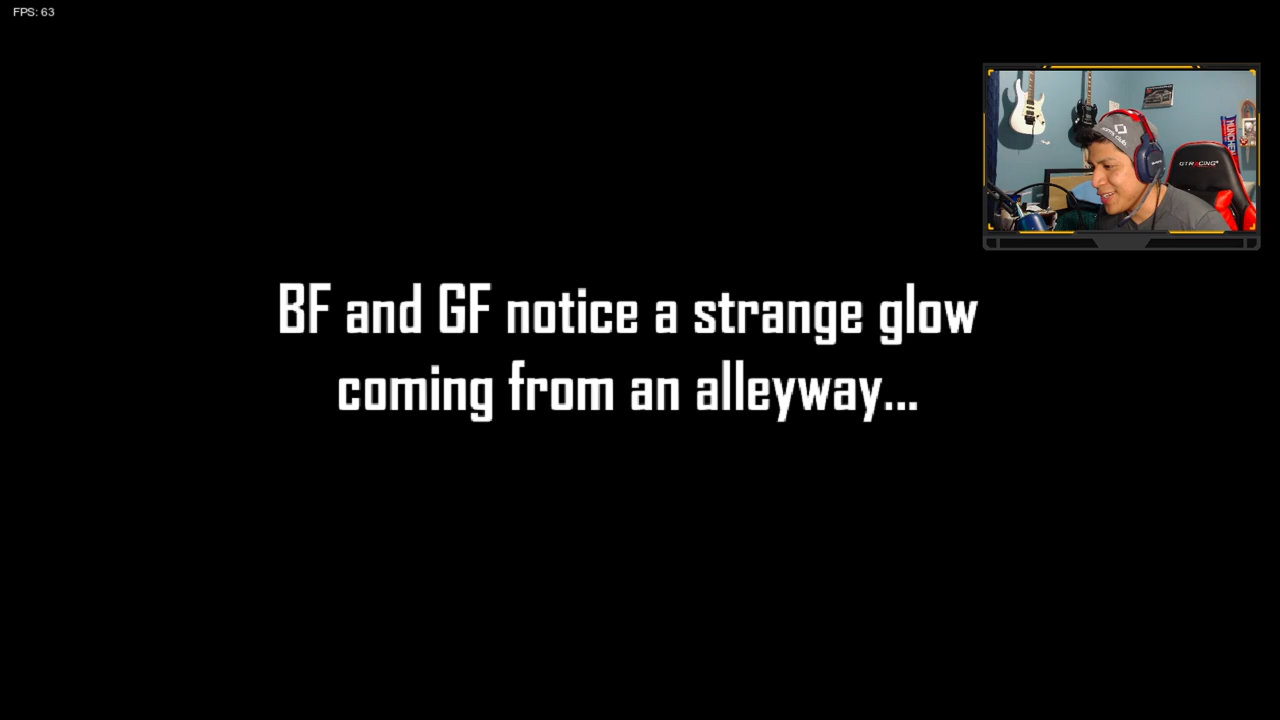 FPS: 63
BF and GF notice a strange glow
coming from an alleyway...
GTRACING